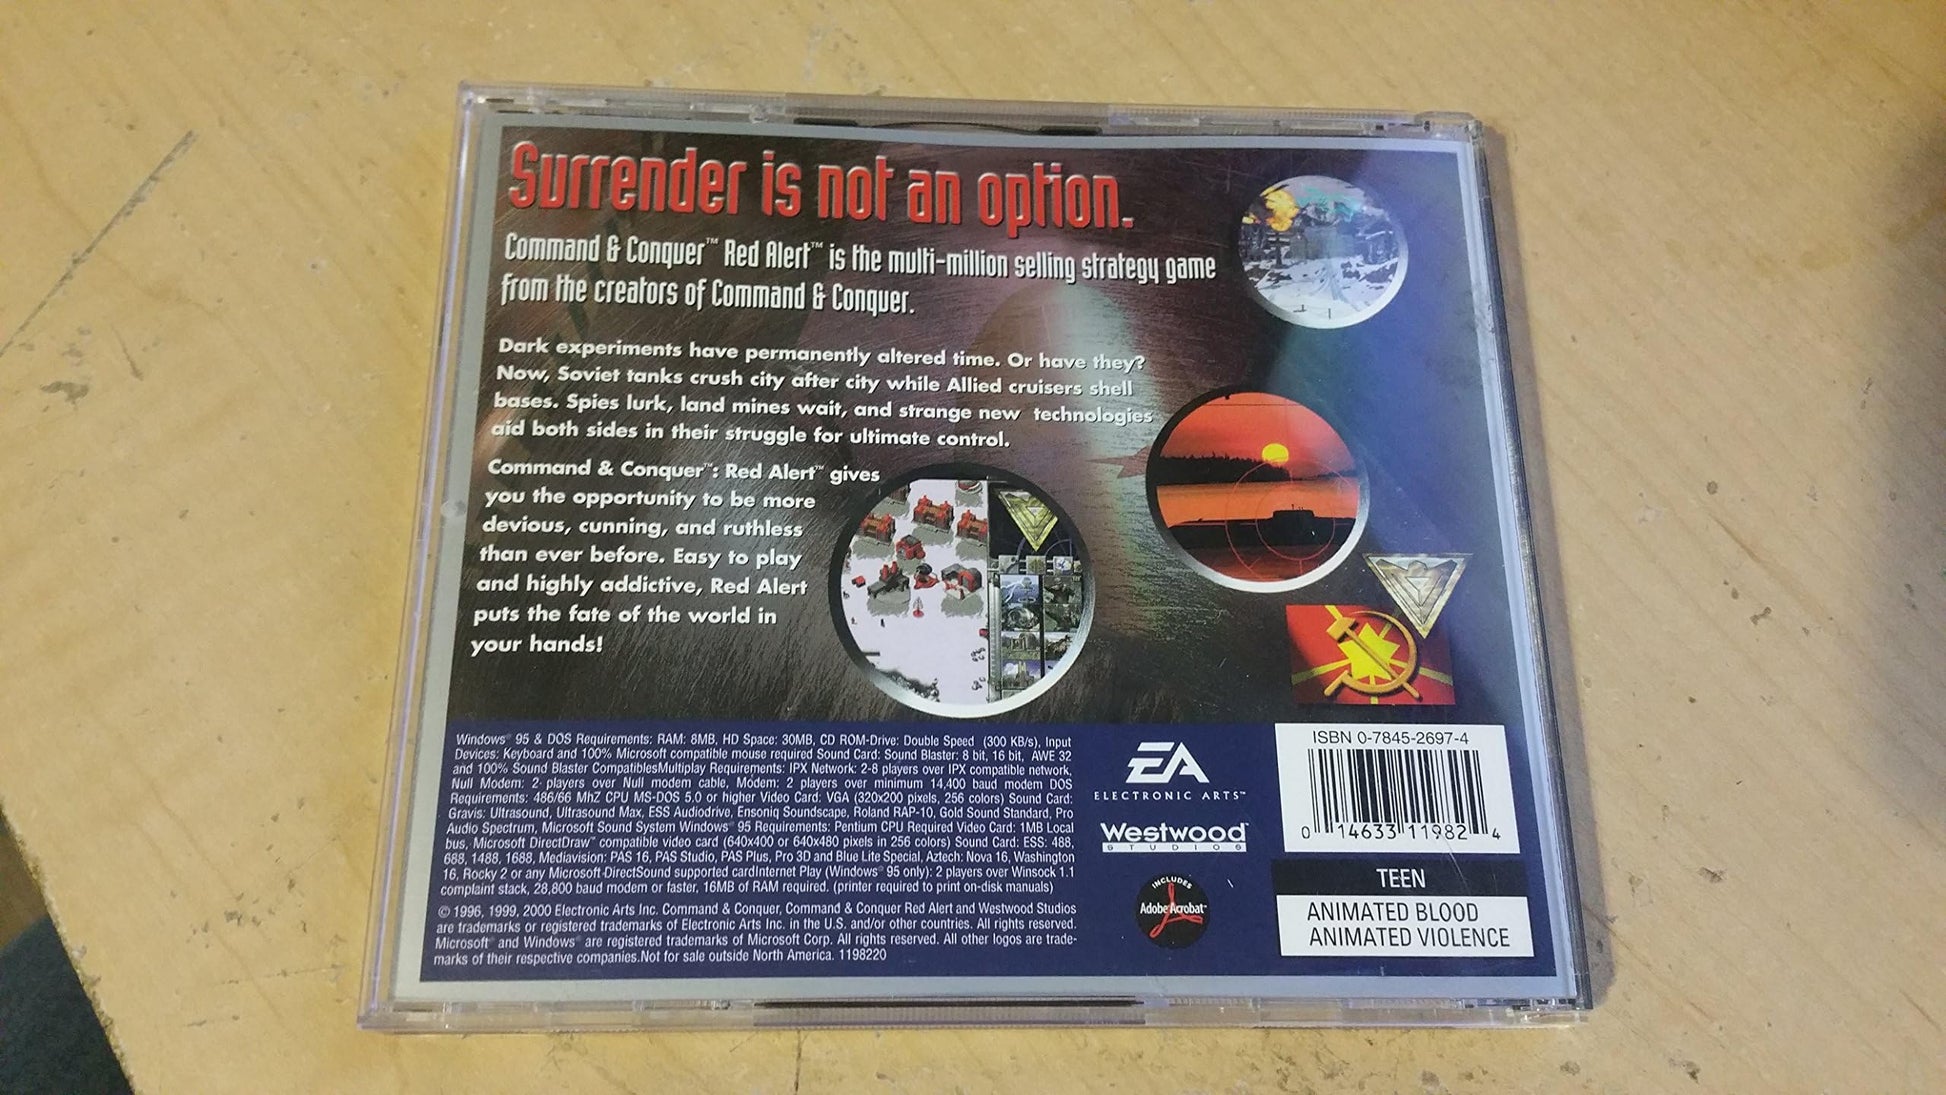 Surrender is not an option.
Command & Conquer™ Red Alert™ is the multi-million selling strategy game
from the creators of Command & Conquer.
Dark experiments have permanently altered time. Or have they?
Now, Soviet tanks crush city after city while Allied cruisers shell
bases. Spies lurk, land mines wait, and strange new technologies
aid both sides in their struggle for ultimate control.
Command & Conquer™: Red Alert™ gives
you the opportunity to be more
devious, cunning, and ruthless
than ever before. Easy to play
and highly addictive, Red Alert
puts the fate of the world in
your hands!
Windows® 95 & DOS Requirements: RAM: 8MB, HD Space: 30MB, CD ROM-Drive: Double Speed (300 KB/s), Input
Devices: Keyboard and 100% Microsoft compatible mouse required Sound Card: Sound Blaster: 8 bit, 16 bit, AWE 32
and 100% Sound Blaster CompatiblesMultiplay Requirements: IPX Network: 2-8 players over IPX compatible network,
Null Modem: 2- players over Null modem cable, Modem: 2 players over minimum 14,400 baud modem DOS
Requirements: 486/66 MhZ CPU MS-DOS 5.0 or higher Video Card: VGA (320x200 pixels, 256 colors) Sound Card:
Gravis: Ultrasound, Ultrasound Max, ESS Audiodrive, Ensoniq Soundscape, Roland RAP-10, Gold Sound Standard, Pro
Audio Spectrum, Microsoft Sound System Windows® 95 Requirements: Pentium CPU Required Video Card: 1MB Local
bus, Microsoft DirectDraw™ compatible video card (640x400 or 640x480 pixels in 256 colors) Sound Card: ESS: 488,
688, 1488, 1688, Mediavision: PAS 16, PAS Studio, PAS Plus, Pro 3D and Blue Lite Special, Aztech: Nova 16, Washington
16, Rocky 2 or any Microsoft DirectSound supported cardInternet Play (Windows® 95 only): 2 players over Winsock 1.1
complaint stack, 28,800 baud modem or faster, 16MB of RAM required. (printer required to print on-disk manuals)
© 1996, 1999, 2000 Electronic Arts Inc. Command & Conquer, Command & Conquer Red Alert and Westwood Studios
are trademarks or registered trademarks of Electronic Arts Inc. in the U.S. and/or other countries. All rights reserved.
Microsoft® and Windows® are registered trademarks of Microsoft Corp. All rights reserved. All other logos are trade-
marks of their respective companies.Not for sale outside North America. 1198220
EA
ELECTRONIC ARTS™
Westwood™
STUDIOS
INCLUDES
Adobe Acrobat™
ISBN 0-7845-2697-4
0 14633 11982 4
TEEN
ANIMATED BLOOD
ANIMATED VIOLENCE